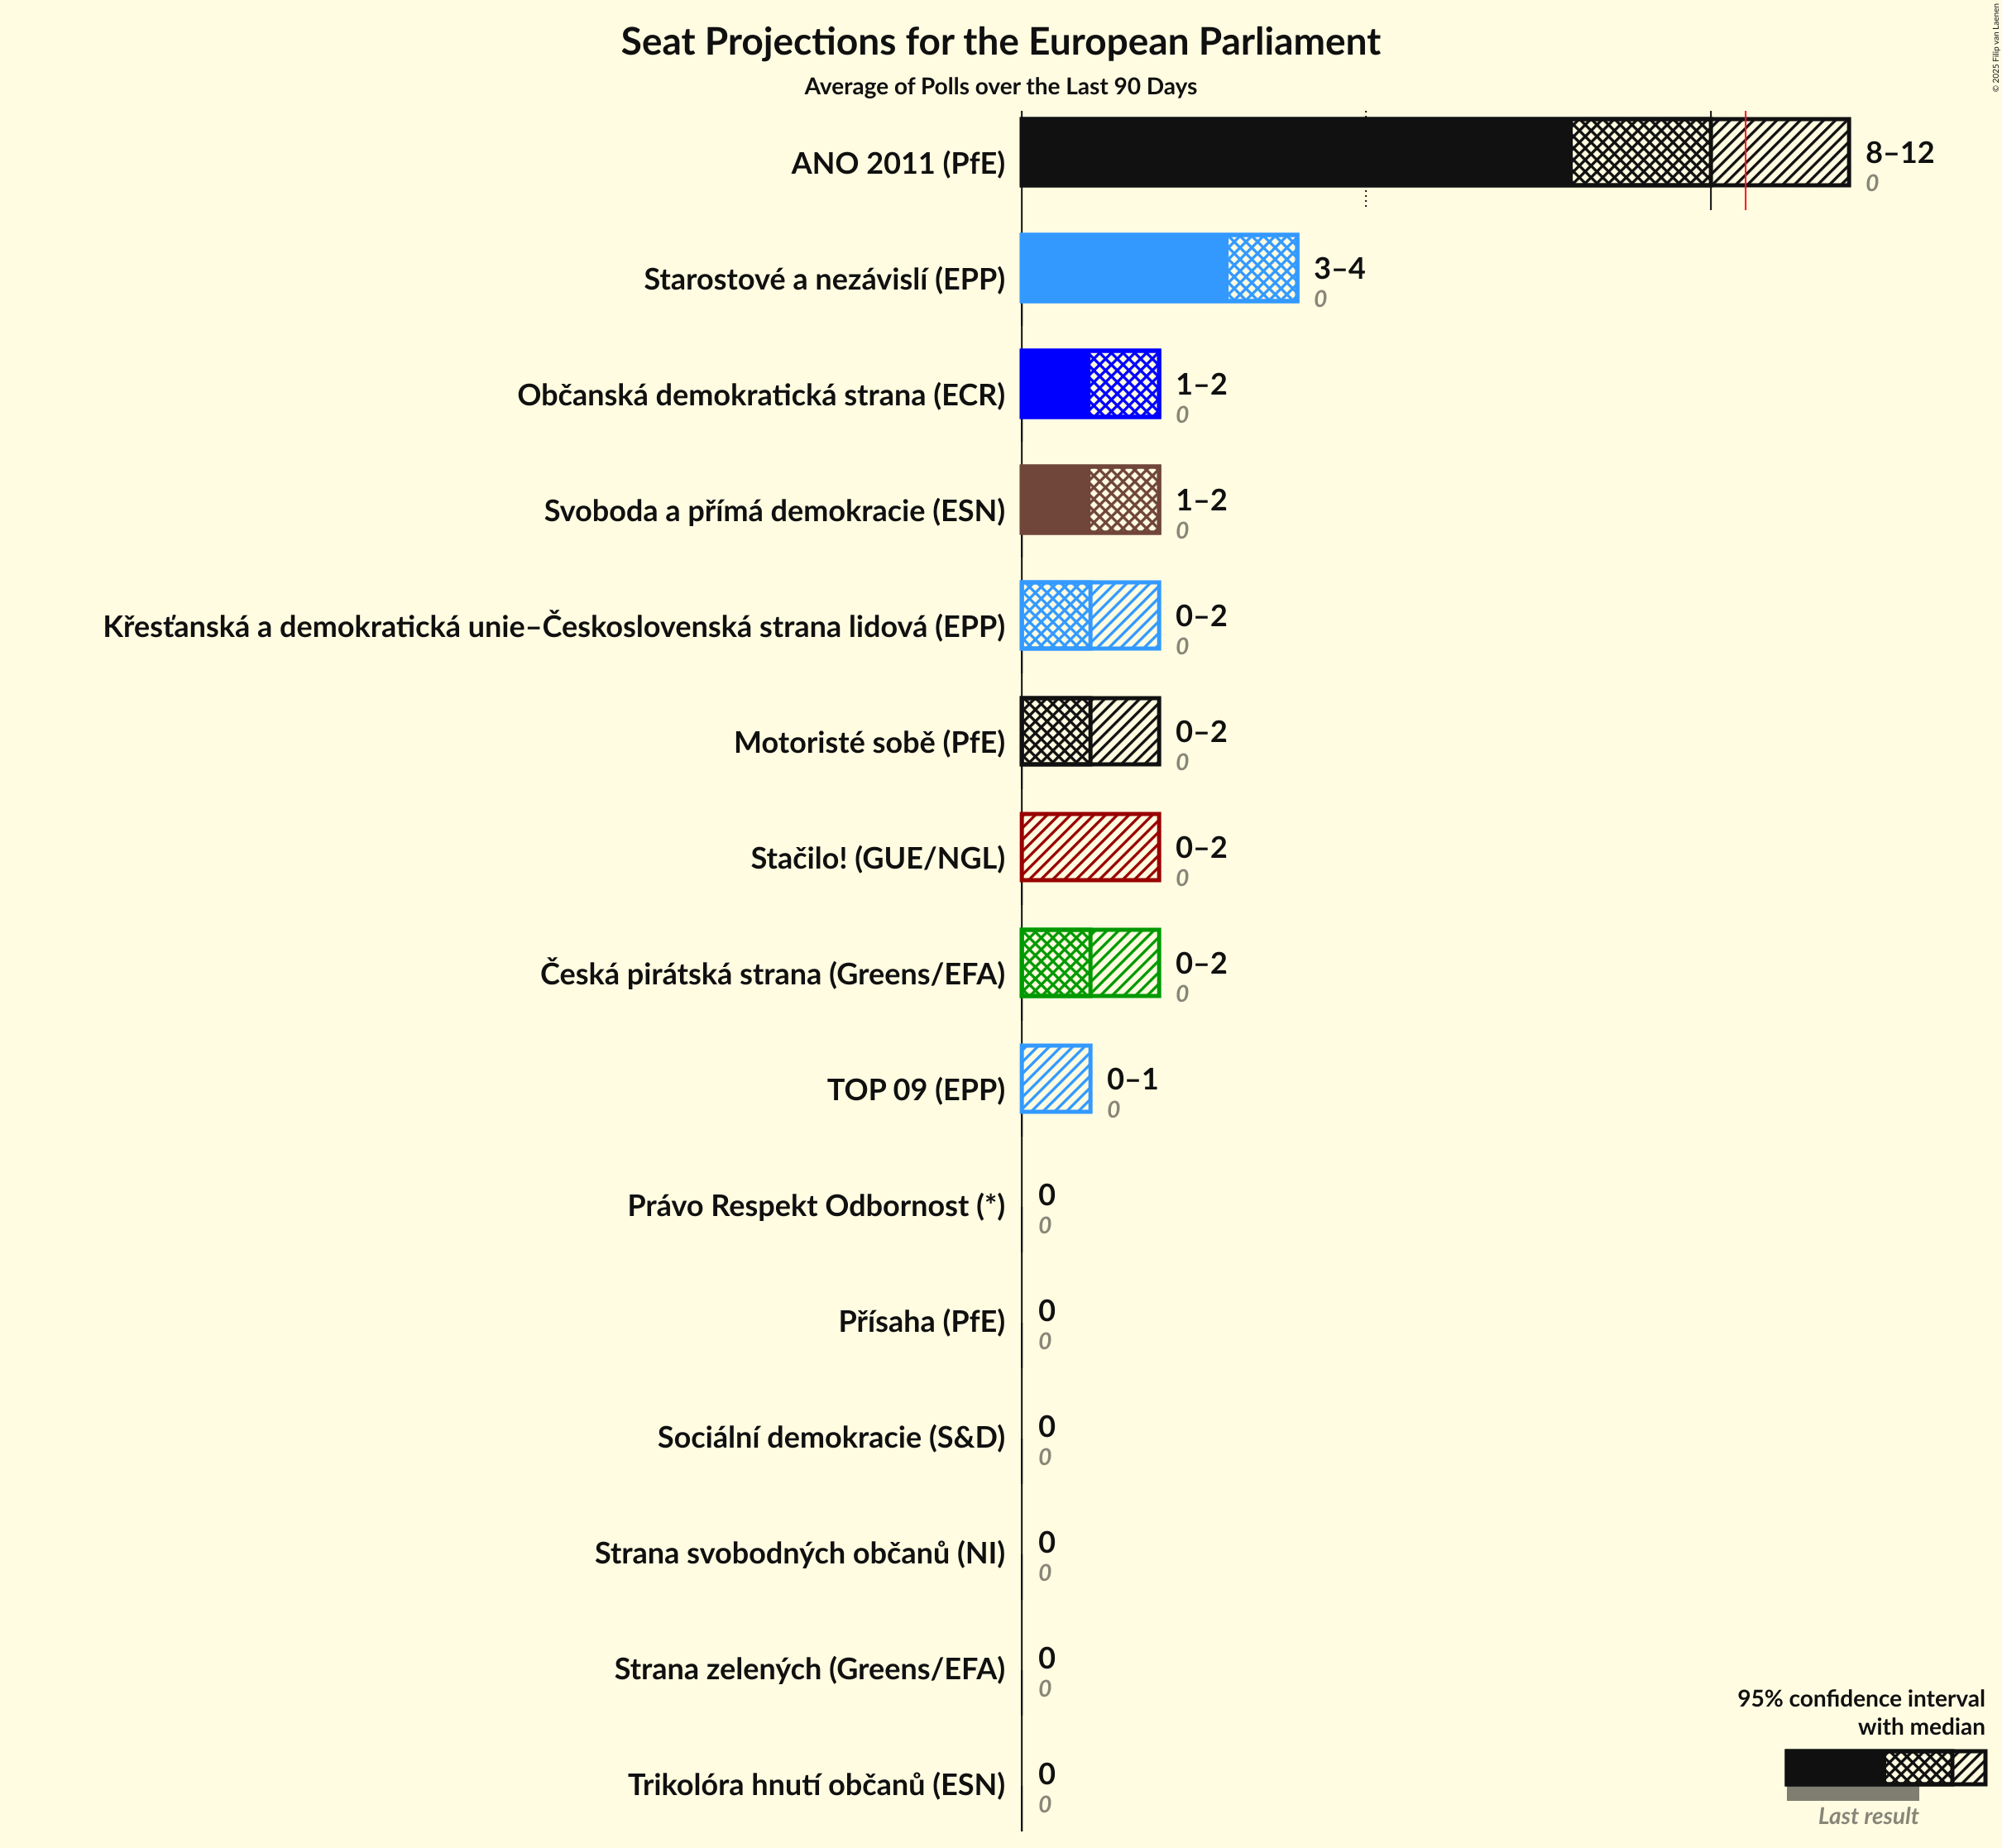 Seat Projections for the European Parliament
Average of Polls over the Last 90 Days
© 2025 Filip van Laenen
ANO 2011 (PfE)
8–12
0
Starostové a nezávislí (EPP)
3–4
0
Občanská demokratická strana (ECR)
1–2
0
Svoboda a přímá demokracie (ESN)
1–2
0
Křesťanská a demokratická unie–Československá strana lidová (EPP)
0–2
0
Motoristé sobě (PfE)
0–2
0
Stačilo! (GUE/NGL)
0–2
0
Česká pirátská strana (Greens/EFA)
0–2
0
TOP 09 (EPP)
0–1
0
Právo Respekt Odbornost (*)
0
0
Přísaha (PfE)
0
0
Sociální demokracie (S&D)
0
0
Strana svobodných občanů (NI)
0
0
Strana zelených (Greens/EFA)
0
0
Trikolóra hnutí občanů (ESN)
0
0
95% confidence interval
with median
Last result